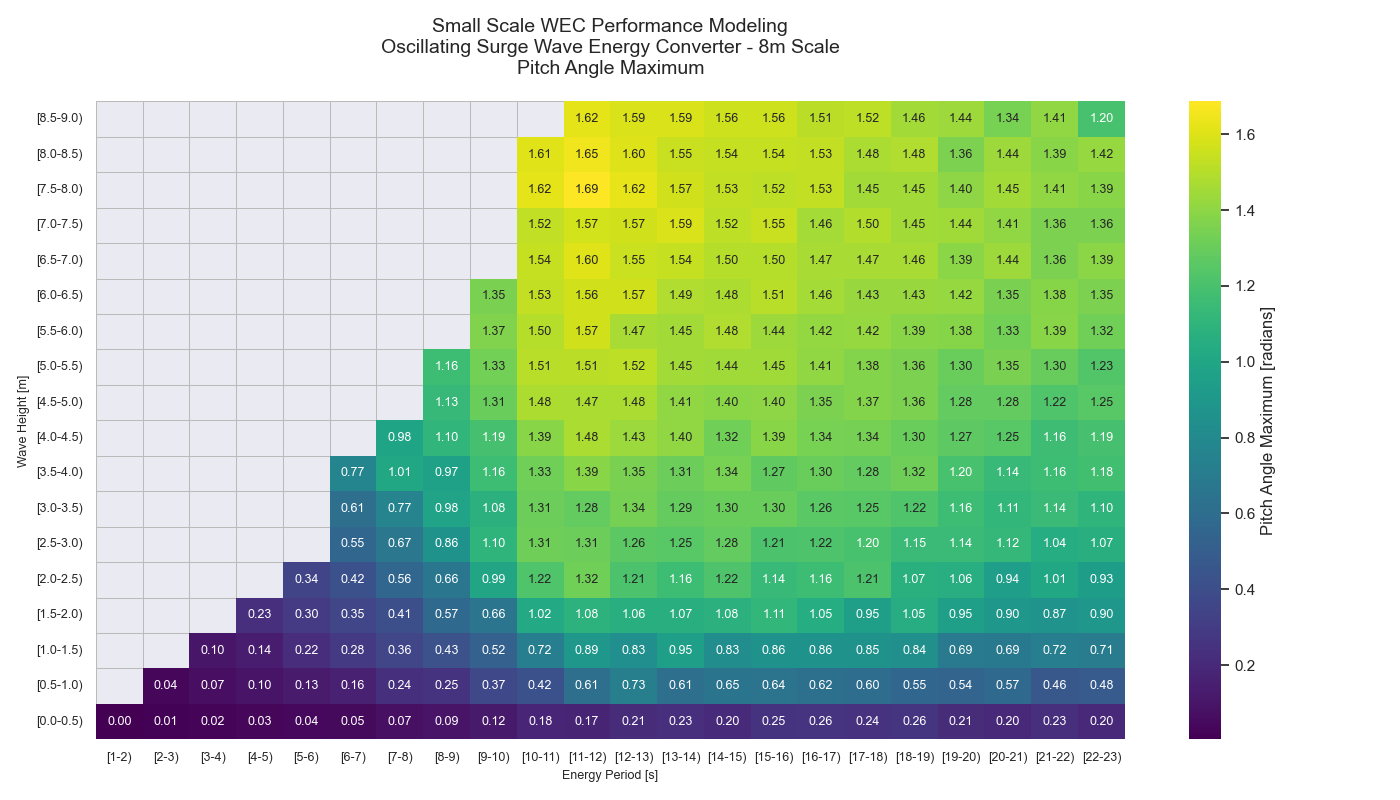 Small Scale WEC Performance Modeling
Oscillating Surge Wave Energy Converter - 8m Scale
Pitch Angle Maximum
[8.5-9.0) 1.62 1.59 1.59 1.56 1.56 1.51 1.52 1.46 1.44 1.34 1.41 1.20
[8.0-8.5) 1.61 1.65 1.60 1.55 1.54 1.54 1.53 1.48 1.48 1.36 1.44 1.39 1.42
[7.5-8.0) 1.62 1.69 1.62 1.57 1.53 1.52 1.53 1.45 1.45 1.40 1.45 1.41 1.39
[7.0-7.5) 1.52 1.57 1.57 1.59 1.52 1.55 1.46 1.50 1.45 1.44 1.41 1.36 1.36
[6.5-7.0) 1.54 1.60 1.55 1.54 1.50 1.50 1.47 1.47 1.46 1.39 1.44 1.36 1.39
[6.0-6.5) 1.35 1.53 1.56 1.57 1.49 1.48 1.51 1.46 1.43 1.43 1.42 1.35 1.38 1.35
[5.5-6.0) 1.37 1.50 1.57 1.47 1.45 1.48 1.44 1.42 1.42 1.39 1.38 1.33 1.39 1.32
[5.0-5.5) 1.16 1.33 1.51 1.51 1.52 1.45 1.44 1.45 1.41 1.38 1.36 1.30 1.35 1.30 1.23
[4.5-5.0) 1.13 1.31 1.48 1.47 1.48 1.41 1.40 1.40 1.35 1.37 1.36 1.28 1.28 1.22 1.25
[4.0-4.5) 0.98 1.10 1.19 1.39 1.48 1.43 1.40 1.32 1.39 1.34 1.34 1.30 1.27 1.25 1.16 1.19
[3.5-4.0) 0.77 1.01 0.97 1.16 1.33 1.39 1.35 1.31 1.34 1.27 1.30 1.28 1.32 1.20 1.14 1.16 1.18
[3.0-3.5) 0.61 0.77 0.98 1.08 1.31 1.28 1.34 1.29 1.30 1.30 1.26 1.25 1.22 1.16 1.11 1.14 1.10
[2.5-3.0) 0.55 0.67 0.86 1.10 1.31 1.31 1.26 1.25 1.28 1.21 1.22 1.20 1.15 1.14 1.12 1.04 1.07
[2.0-2.5) 0.34 0.42 0.56 0.66 0.99 1.22 1.32 1.21 1.16 1.22 1.14 1.16 1.21 1.07 1.06 0.94 1.01 0.93
[1.5-2.0) 0.23 0.30 0.35 0.41 0.57 0.66 1.02 1.08 1.06 1.07 1.08 1.11 1.05 0.95 1.05 0.95 0.90 0.87 0.90
[1.0-1.5) 0.10 0.14 0.22 0.28 0.36 0.43 0.52 0.72 0.89 0.83 0.95 0.83 0.86 0.86 0.85 0.84 0.69 0.69 0.72 0.71
[0.5-1.0) 0.04 0.07 0.10 0.13 0.16 0.24 0.25 0.37 0.42 0.61 0.73 0.61 0.65 0.64 0.62 0.60 0.55 0.54 0.57 0.46 0.48
[0.0-0.5) 0.00 0.01 0.02 0.03 0.04 0.05 0.07 0.09 0.12 0.18 0.17 0.21 0.23 0.20 0.25 0.26 0.24 0.26 0.21 0.20 0.23 0.20
[1-2) [2-3) [3-4) [4-5) [5-6) [6-7) [7-8) [8-9) [9-10) [10-11) [11-12) [12-13) [13-14) [14-15) [15-16) [16-17) [17-18) [18-19) [19-20) [20-21) [21-22) [22-23)
Energy Period [s]
Wave Height [m]
1.6
1.4
1.2
1.0
0.8
0.6
0.4
0.2
Pitch Angle Maximum [radians]